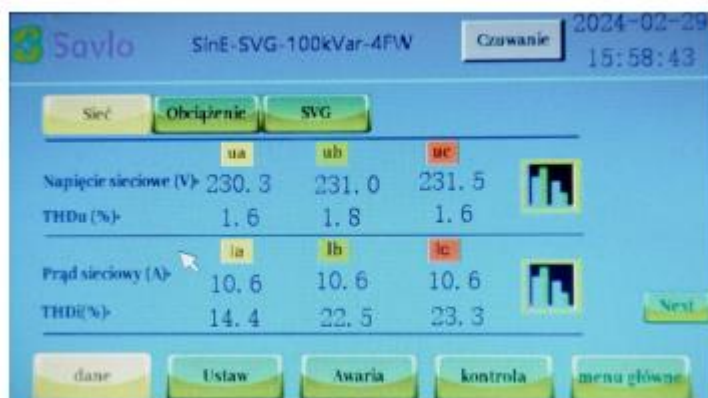 Savlo SinE-SVG-100kVar-4FW Czuwanie 2024-02-29
15:58:43
Sieć Obciążenie SVG
ua ub uc
Napięcie sieciowe (V) 230.3 231.0 231.5
THDu (%) 1.6 1.8 1.6
Ia Ib Ic
Prąd sieciowy (A) 10.6 10.6 10.6
THDi(%) 14.4 22.5 23.3
Next
dane Ustaw Awaria kontrola menu główne